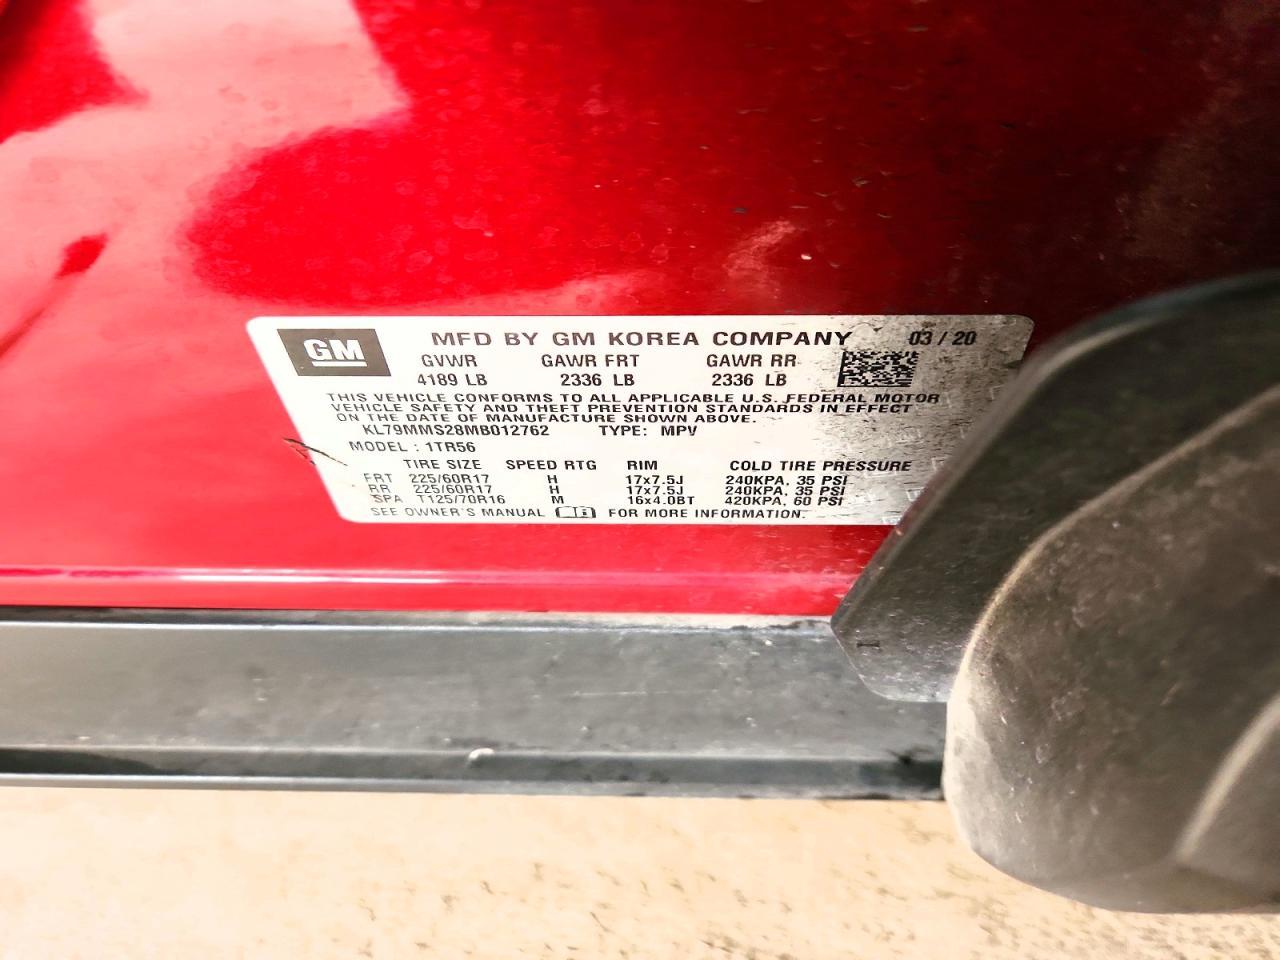 GM MFD BY GM KOREA COMPANY 03 / 20
GVWR GAWR FRT GAWR RR
4189 LB 2336 LB 2336 LB
THIS VEHICLE CONFORMS TO ALL APPLICABLE U.S. FEDERAL MOTOR
VEHICLE SAFETY AND THEFT PREVENTION STANDARDS IN EFFECT
ON THE DATE OF MANUFACTURE SHOWN ABOVE.
KL79MMS28MB012762 TYPE: MPV
MODEL : 1TR56
TIRE SIZE SPEED RTG RIM COLD TIRE PRESSURE
FRT 225/60R17 H 17x7.5J 240KPA, 35 PSI
RR 225/60R17 H 17x7.5J 240KPA, 35 PSI
SPA T125/70R16 M 16x4.0BT 420KPA, 60 PSI
SEE OWNER'S MANUAL FOR MORE INFORMATION.